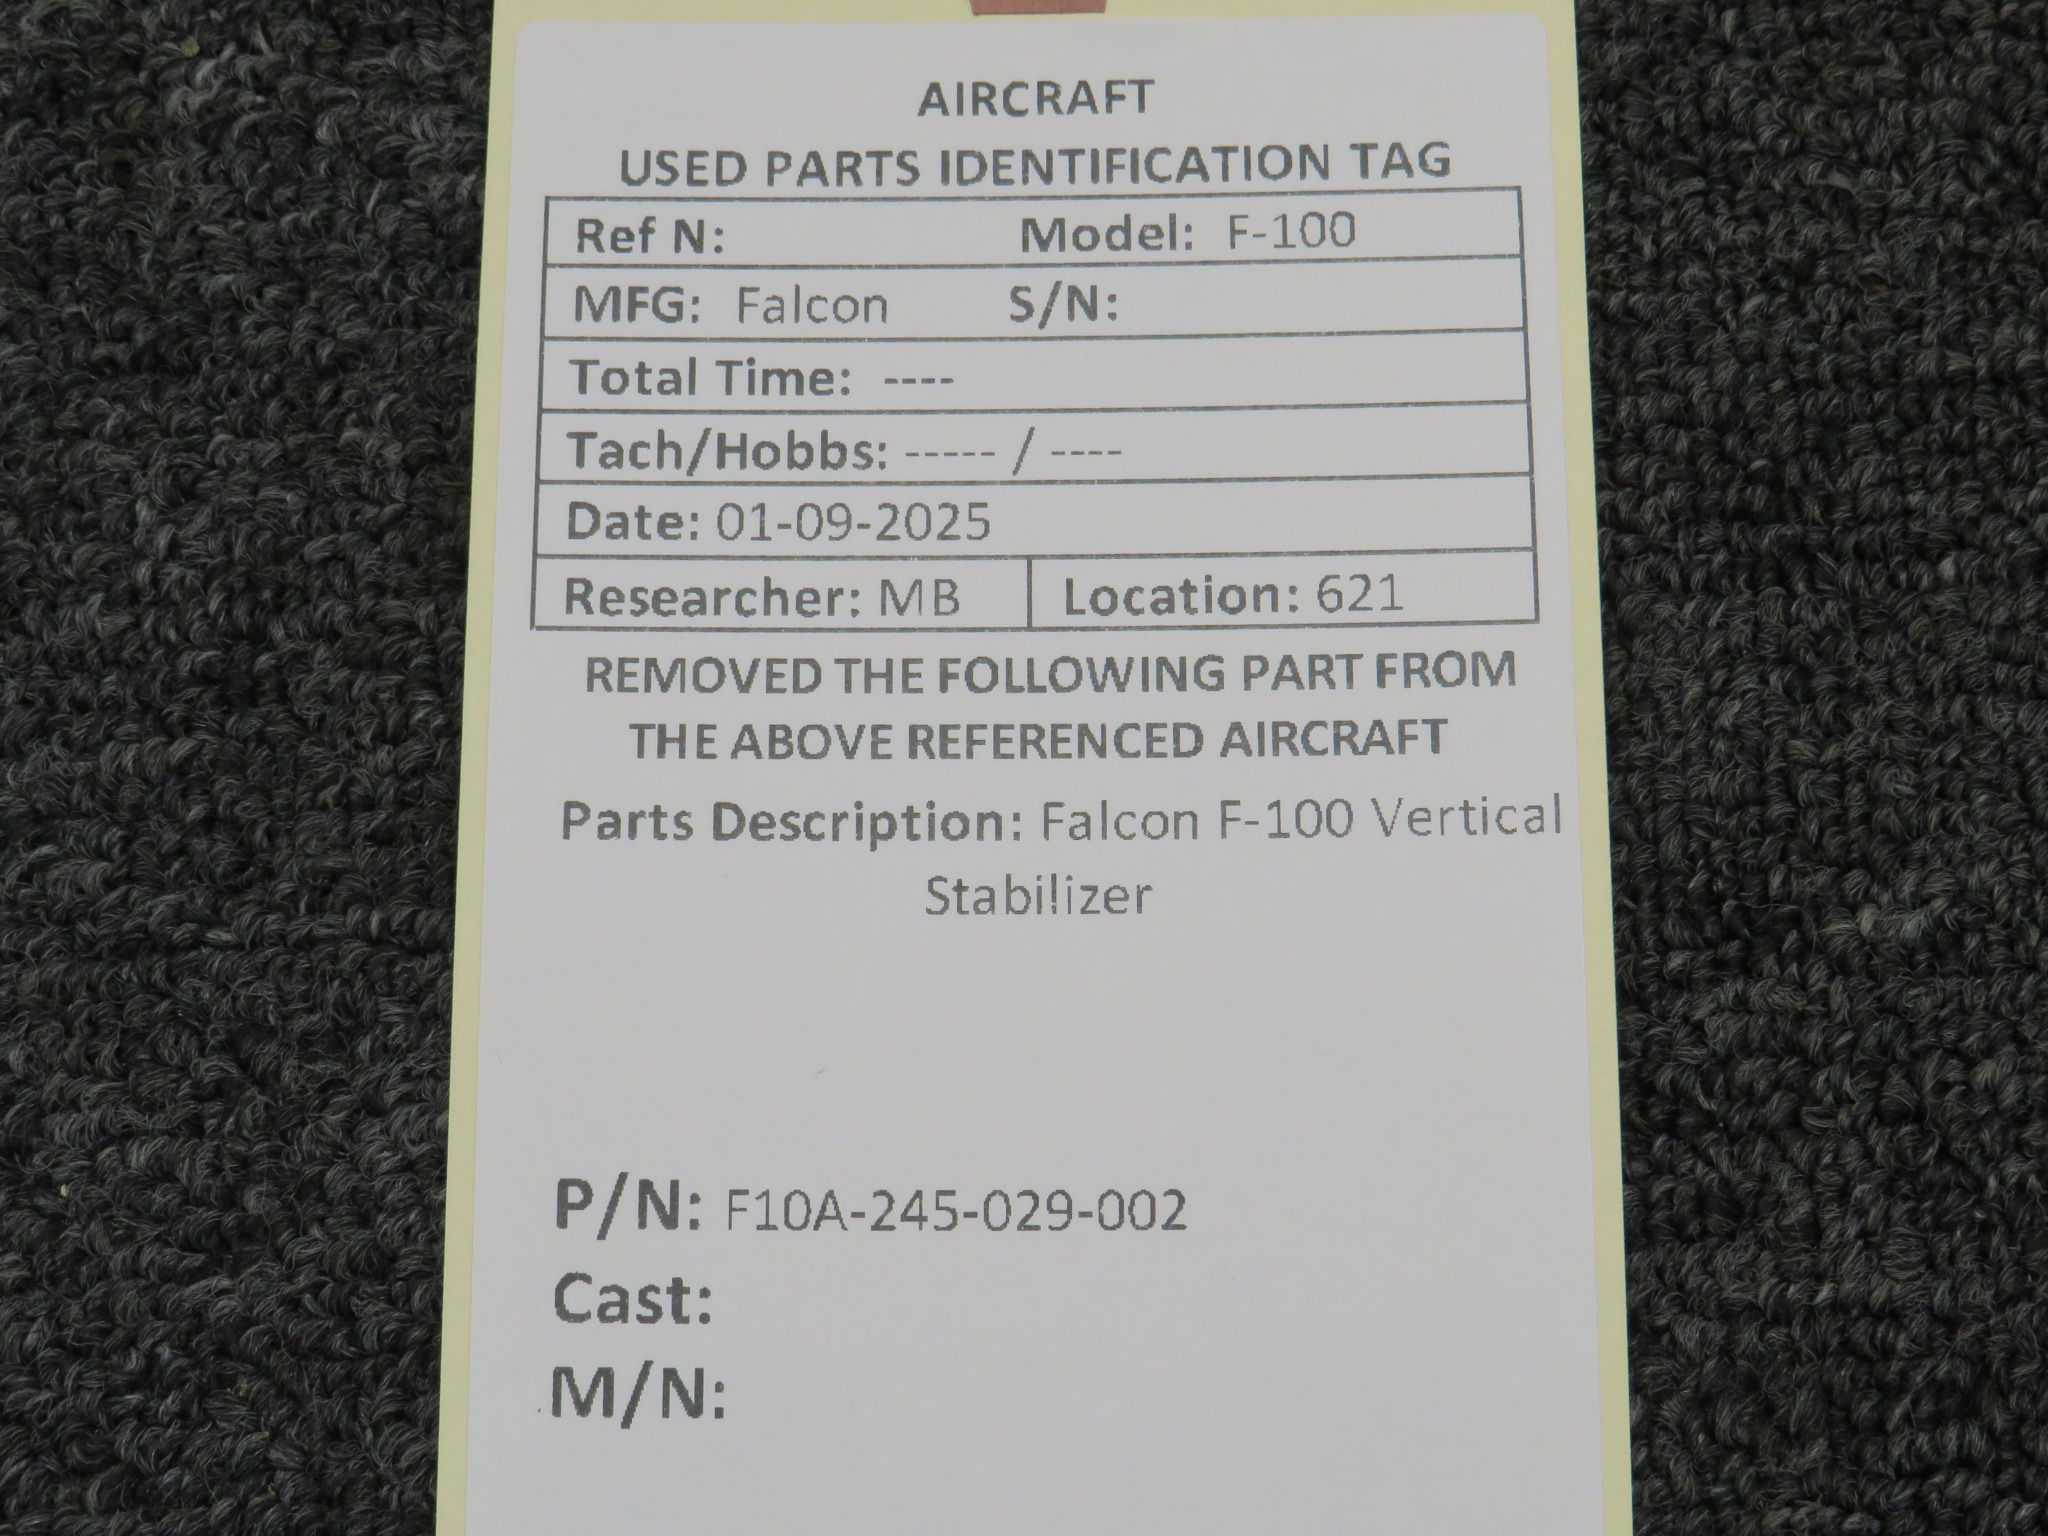 AIRCRAFT
USED PARTS IDENTIFICATION TAG
Ref N: Model: F-100
MFG: Falcon S/N:
Total Time: ----
Tach/Hobbs: ----- / ----
Date: 01-09-2025
Researcher: MB Location: 621
REMOVED THE FOLLOWING PART FROM
THE ABOVE REFERENCED AIRCRAFT
Parts Description: Falcon F-100 Vertical
Stabilizer
P/N: F10A-245-029-002
Cast:
M/N: